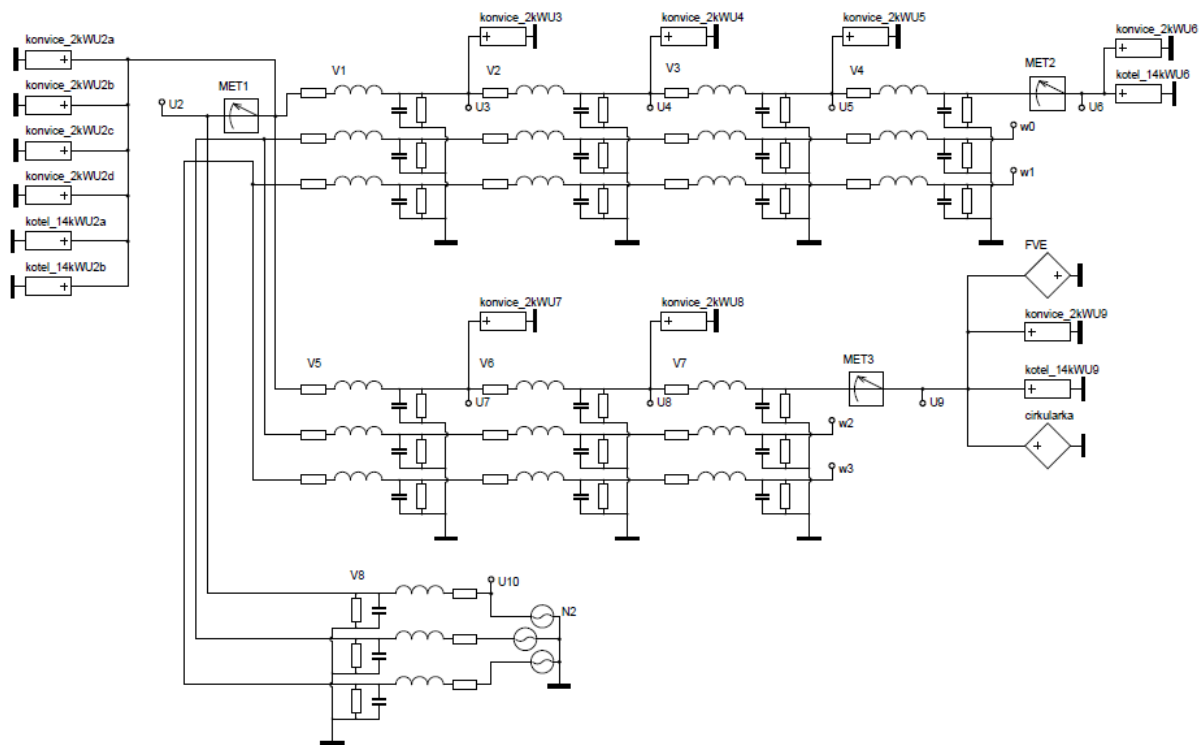 konvice_2kWU3
konvice_2kWU4
konvice_2kWU5
konvice_2kWU6
konvice_2kWU2a
konvice_2kWU2b
konvice_2kWU2c
konvice_2kWU2d
kotel_14kWU2a
kotel_14kWU2b
U2
MET1
V1
U3
V2
U4
V3
U5
V4
MET2
U6
kotel_14kWU6
w0
w1
konvice_2kWU7
konvice_2kWU8
FVE
konvice_2kWU9
kotel_14kWU9
cirkularka
V5
U7
V6
U8
V7
MET3
U9
w2
w3
V8
U10
N2